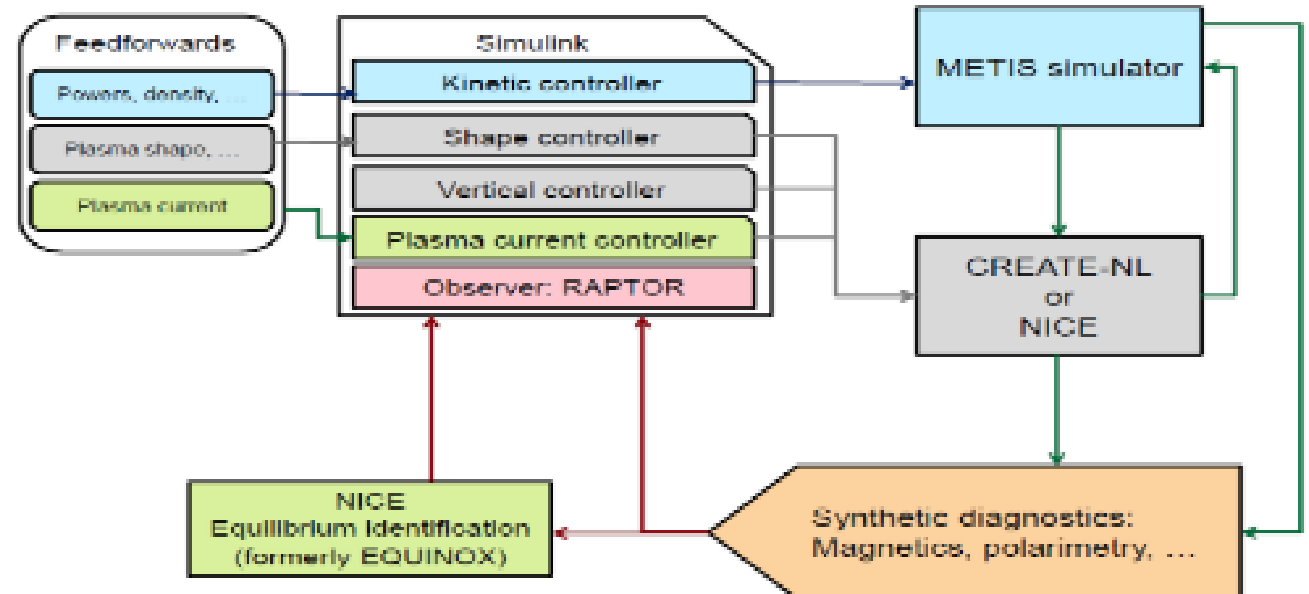 Feedforwards
Powers, density, ...
Plasma shape, ...
Plasma current
Simulink
Kinetic controller
Shape controller
Vertical controller
Plasma current controller
Observer: RAPTOR
METIS simulator
CREATE-NL
or
NICE
NICE
Equilibrium identification
(formerly EQUINOX)
Synthetic diagnostics:
Magnetics, polarimetry, ...